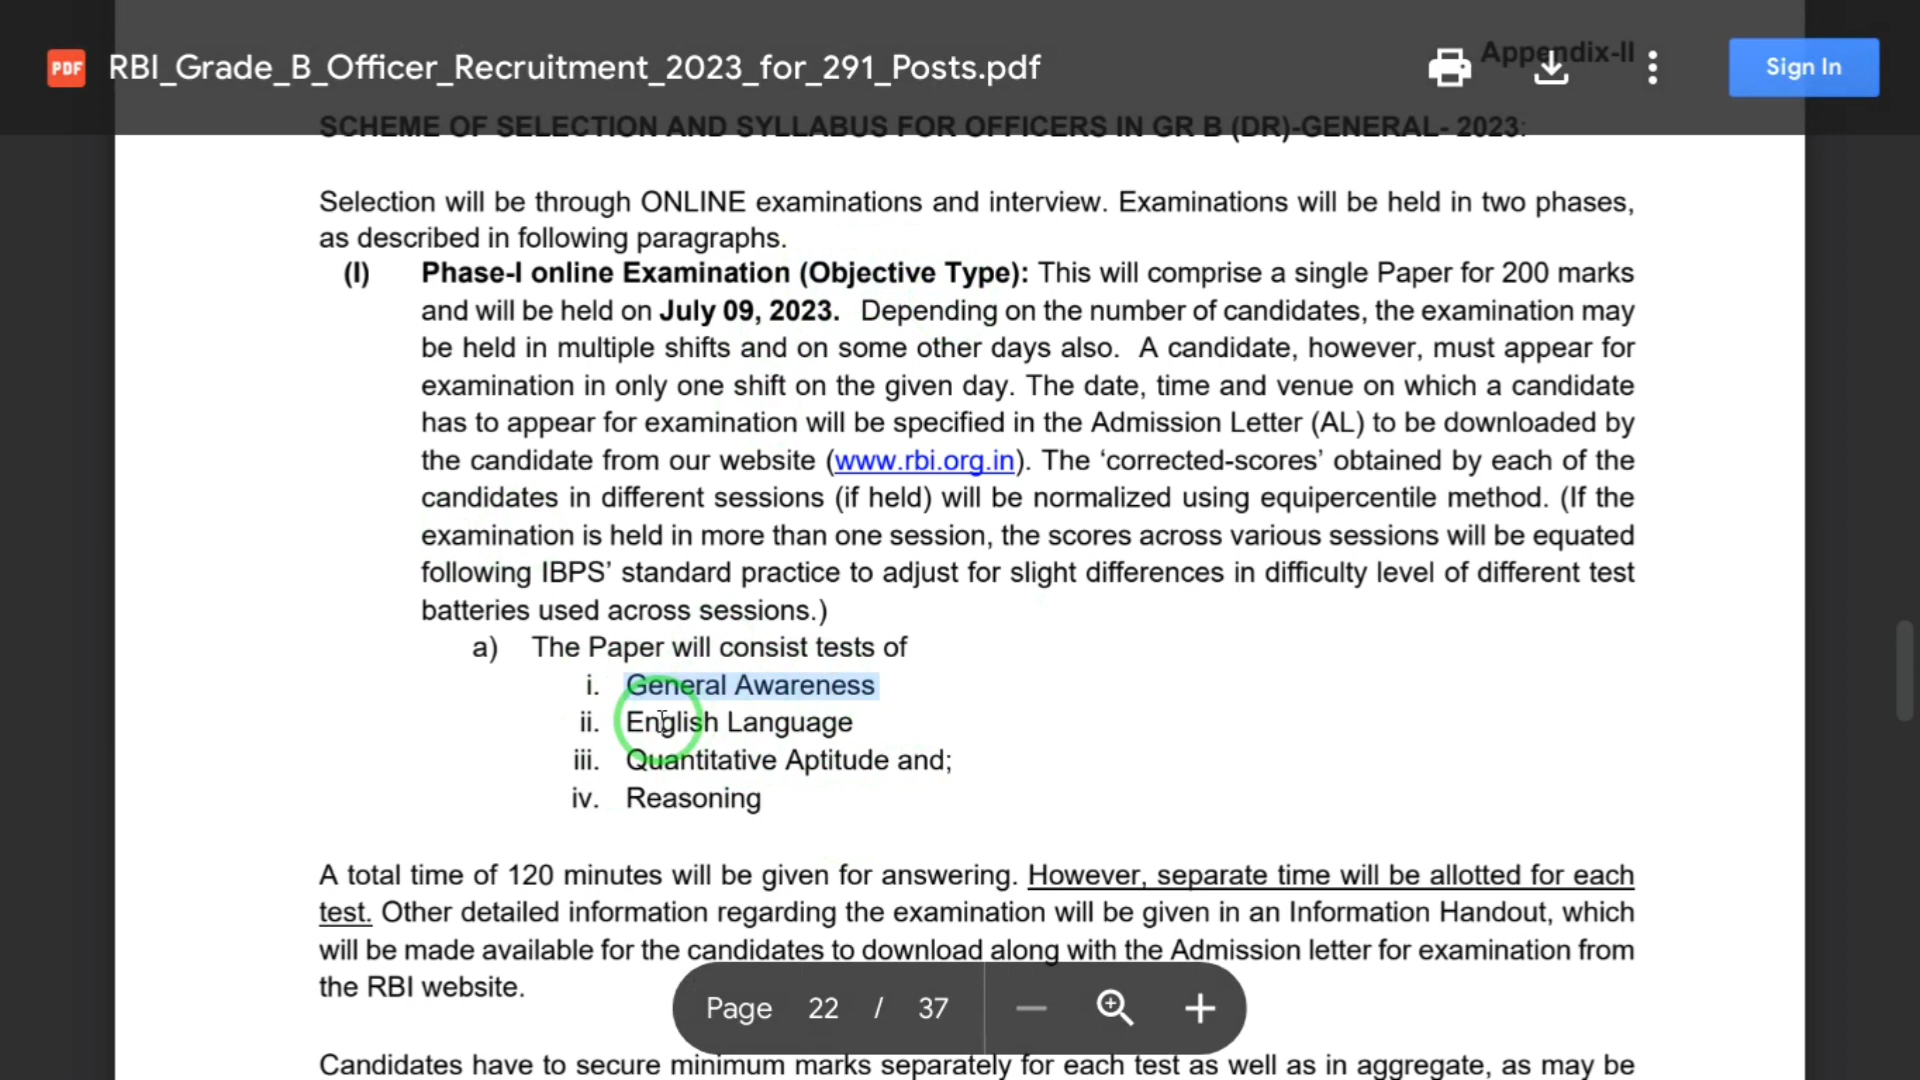 PDF RBI_Grade_B_Officer_Recruitment_2023_for_291_Posts.pdf
Sign In
Appendix-II
SCHEME OF SELECTION AND SYLLABUS FOR OFFICERS IN GR B (DR)-GENERAL- 2023:
Selection will be through ONLINE examinations and interview. Examinations will be held in two phases,
as described in following paragraphs.
(I) Phase-I online Examination (Objective Type): This will comprise a single Paper for 200 marks
and will be held on July 09, 2023. Depending on the number of candidates, the examination may
be held in multiple shifts and on some other days also. A candidate, however, must appear for
examination in only one shift on the given day. The date, time and venue on which a candidate
has to appear for examination will be specified in the Admission Letter (AL) to be downloaded by
the candidate from our website (www.rbi.org.in). The ‘corrected-scores’ obtained by each of the
candidates in different sessions (if held) will be normalized using equipercentile method. (If the
examination is held in more than one session, the scores across various sessions will be equated
following IBPS’ standard practice to adjust for slight differences in difficulty level of different test
batteries used across sessions.)
a) The Paper will consist tests of
i. General Awareness
ii. English Language
iii. Quantitative Aptitude and;
iv. Reasoning
A total time of 120 minutes will be given for answering. However, separate time will be allotted for each
test. Other detailed information regarding the examination will be given in an Information Handout, which
will be made available for the candidates to download along with the Admission letter for examination from
the RBI website.
Page 22 / 37
Candidates have to secure minimum marks separately for each test as well as in aggregate, as may be